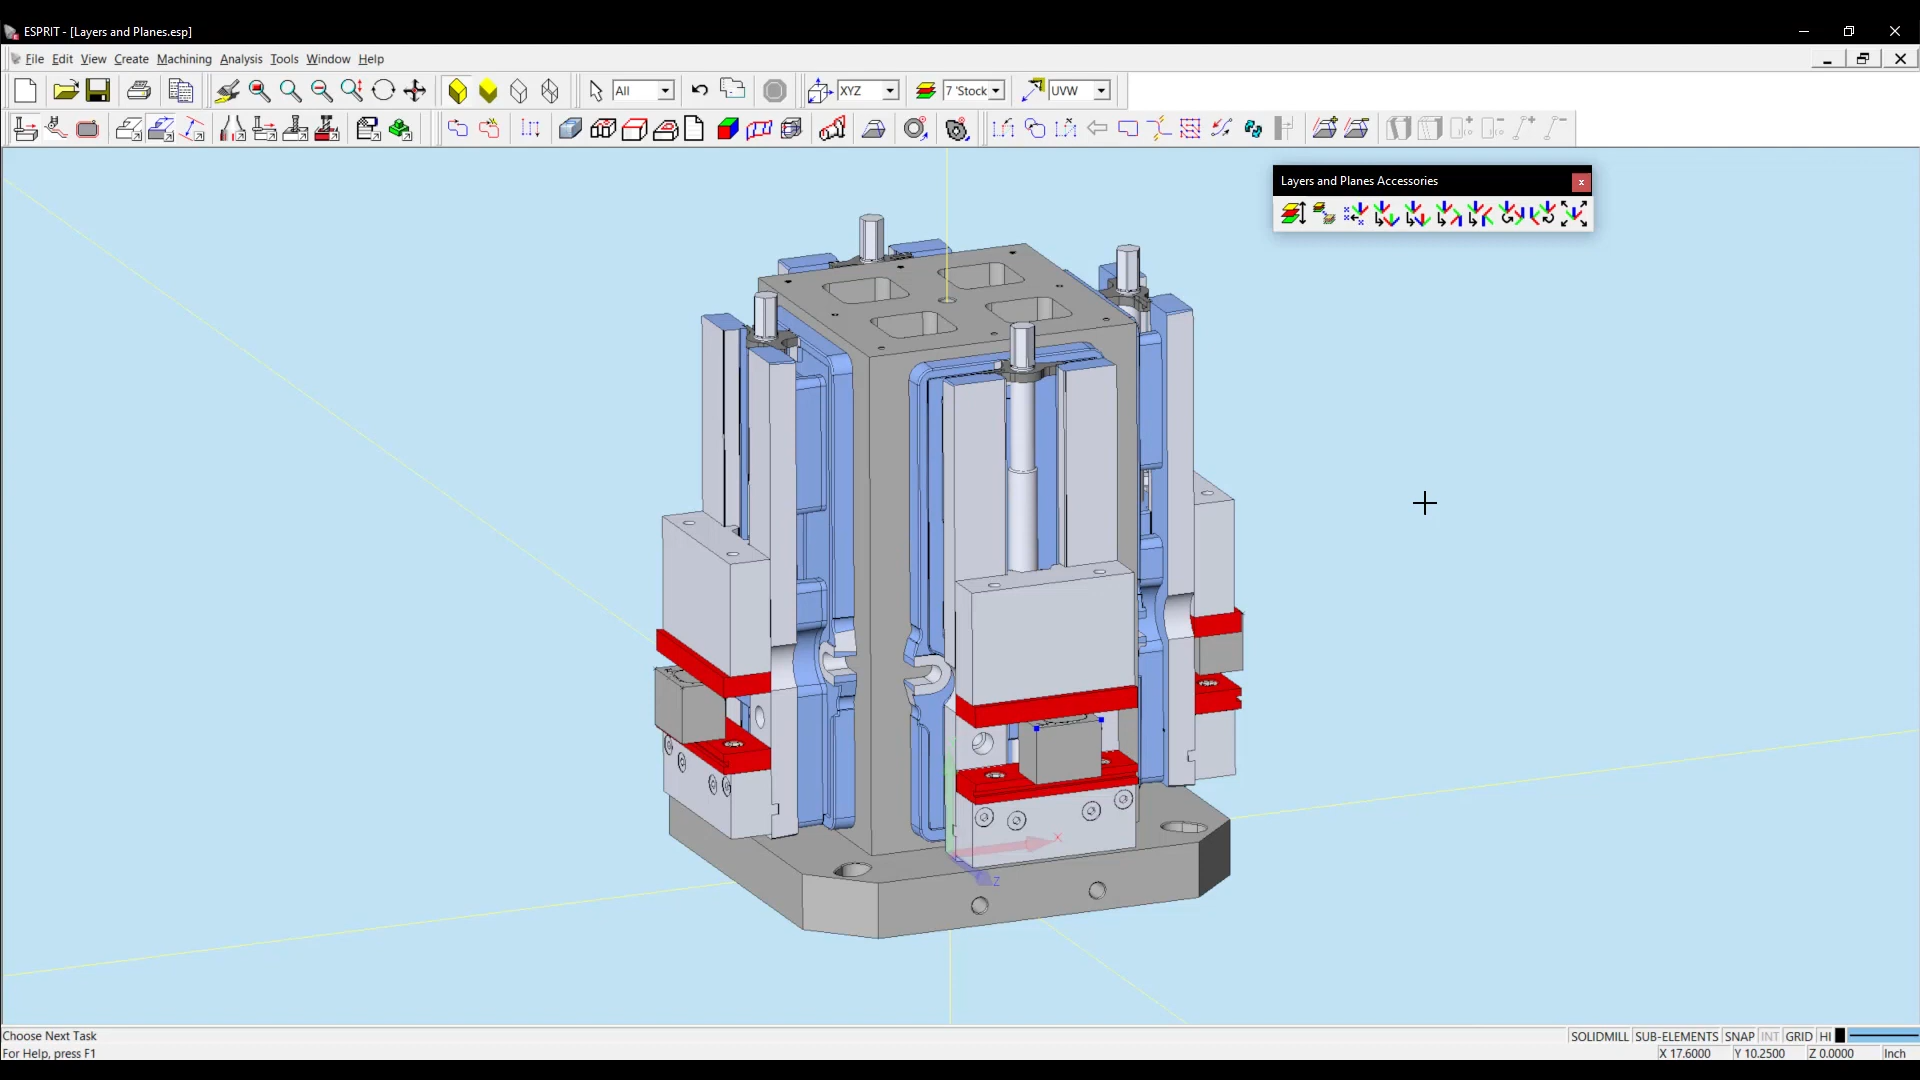 ESPRIT - [Layers and Planes.esp]
File Edit View Create Machining Analysis Tools Window Help
All XYZ 7 'Stock UVW
Layers and Planes Accessories
X
Z
Choose Next Task
SOLIDMILL SUB-ELEMENTS SNAP INT GRID HI
For Help, press F1
X 17.6000 Y 10.2500 Z 0.0000 Inch